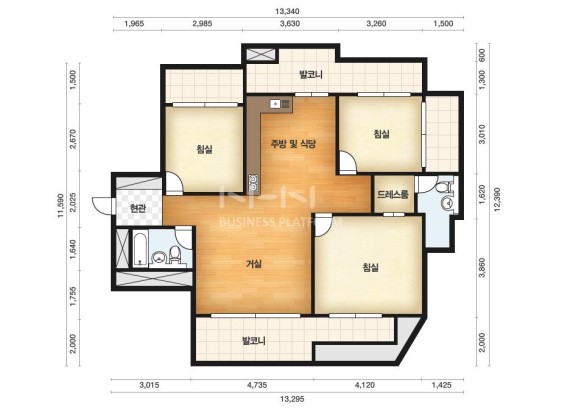 13,340
1,965 2,985 3,630 3,260 1,500
600
1,300
3,010
1,620
3,860
2,000
12,390
1,500
2,670
2,025
1,640
1,755
2,000
11,590
발코니
주방 및 식당
침실
침실
현관
드레스룸
BUSINESS PLATFORM
거실
침실
발코니
3,015 4,735 4,120 1,425
13,295